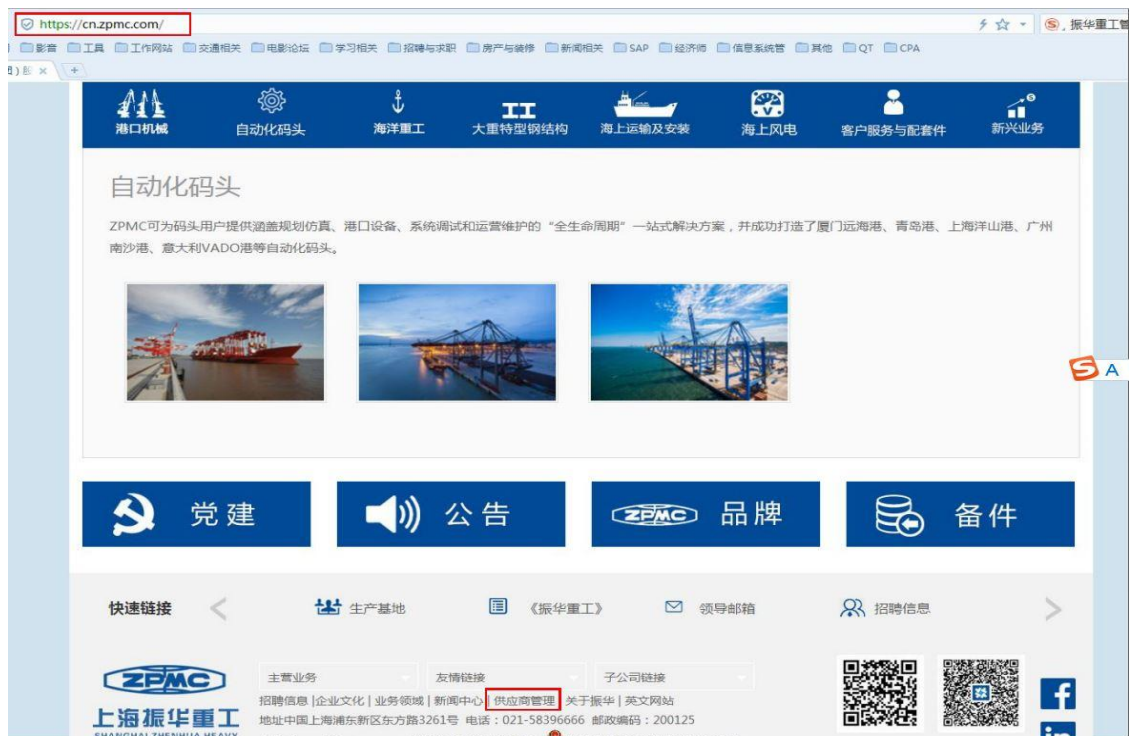 https://cn.zpmc.com/
振华重工管
影音 工具 工作网站 交通相关 电影论坛 学习相关 招聘与求职 房产与装修 新闻相关 SAP 经济师 信息系统管 其他 QT CPA
港口机械 自动化码头 海洋重工 大重特型钢结构 海上运输及安装 海上风电 客户服务与配套件 新兴业务
自动化码头
ZPMC可为码头用户提供涵盖规划仿真、港口设备、系统调试和运营维护的“全生命周期”一站式解决方案，并成功打造了厦门远海港、青岛港、上海洋山港、广州
南沙港、意大利VADO港等自动化码头。
A
党建 公告 ZPMC 品牌 备件
快速链接 生产基地 《振华重工》 领导邮箱 招聘信息
ZPMC
主营业务 友情链接 子公司链接
招聘信息 |企业文化 | 业务领域 | 新闻中心 | 供应商管理 | 关于振华 | 英文网站
上海振华重工
地址中国上海浦东新区东方路3261号 电话：021-58396666 邮政编码：200125
SHANGHAI ZHENHUA HEAVY